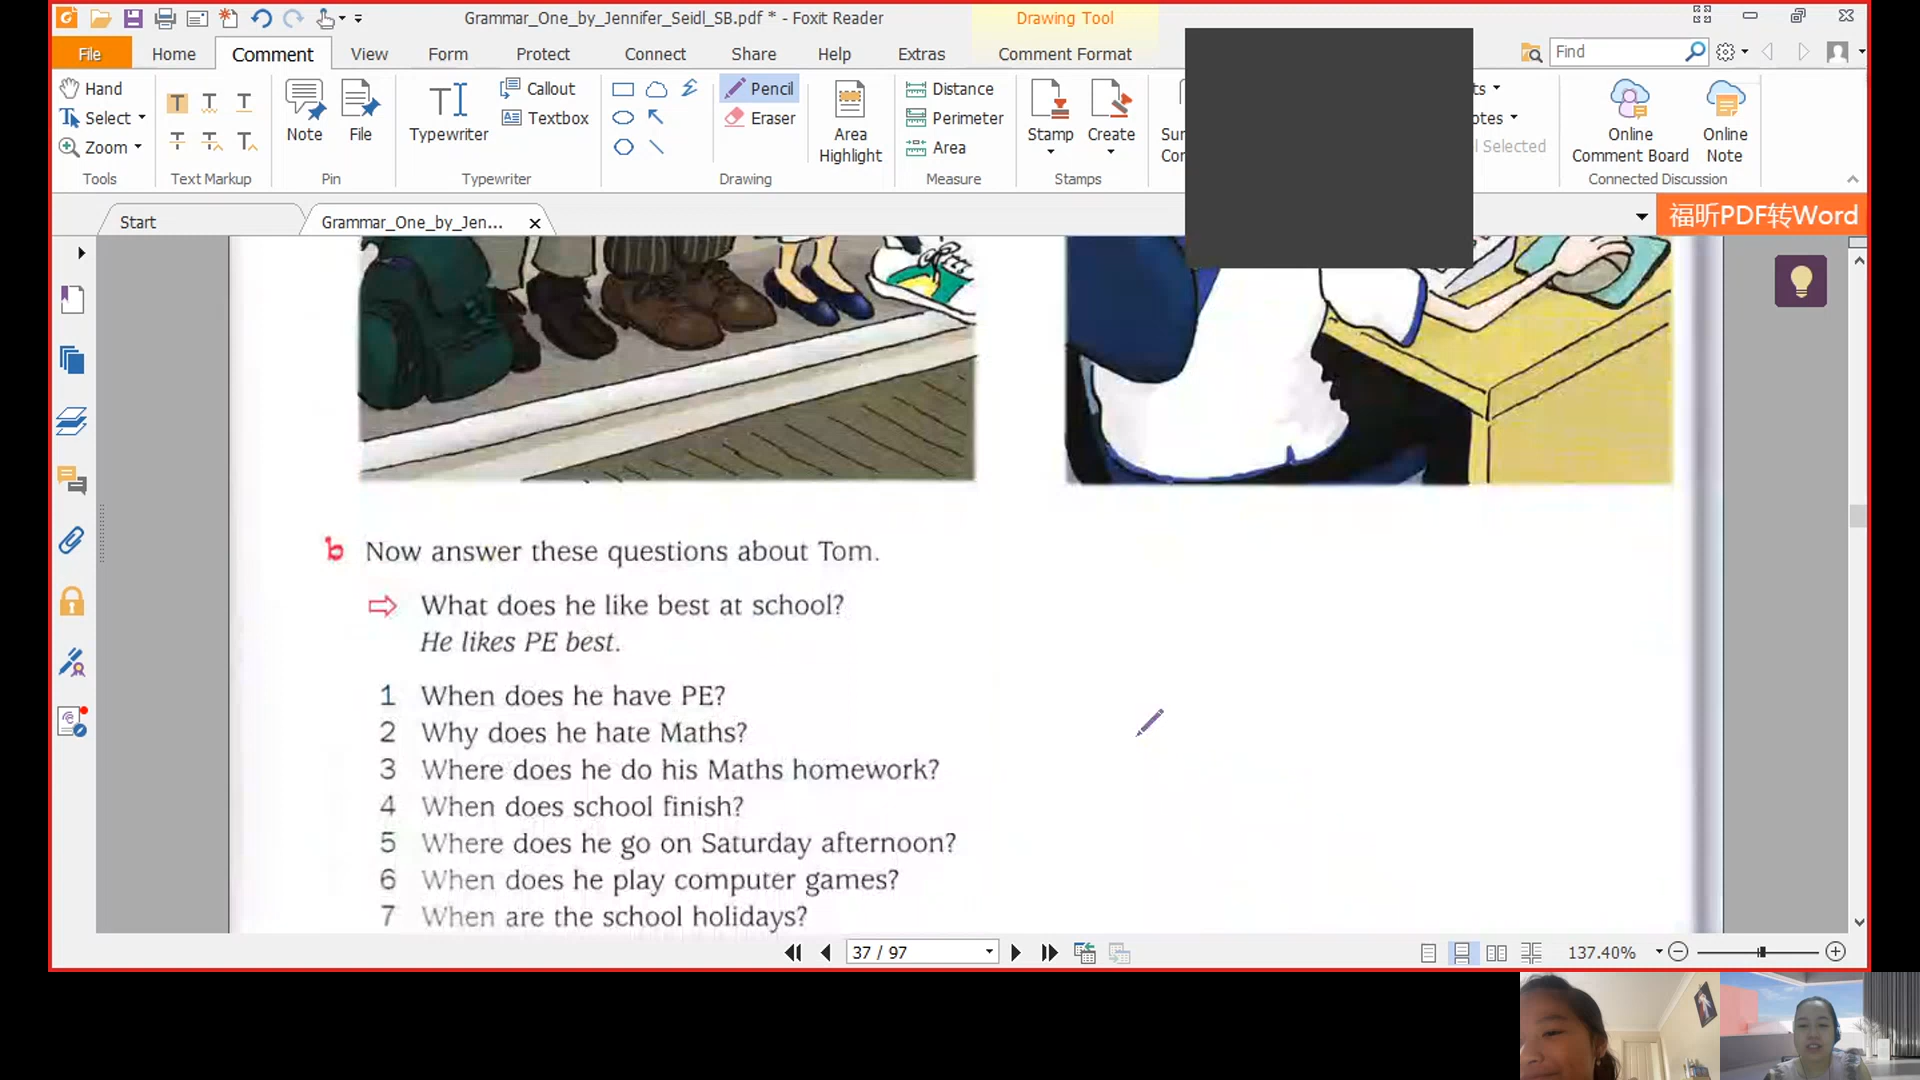 Grammar_One_by_Jennifer_Seidl_SB.pdf * - Foxit Reader
Drawing Tool
File
Home
Comment
View
Form
Protect
Connect
Share
Help
Extras
Comment Format
Find
Hand
Select
Zoom
Tools
Text Markup
Note
File
Pin
Typewriter
Callout
Textbox
Typewriter
Pencil
Eraser
Drawing
Area
Highlight
Distance
Perimeter
Area
Measure
Stamp
Create
Stamps
Selected
Online
Comment Board
Online
Note
Connected Discussion
Start
Grammar_One_by_Jen...
福昕PDF转Word
b Now answer these questions about Tom.
What does he like best at school?
He likes PE best.
1 When does he have PE?
2 Why does he hate Maths?
3 Where does he do his Maths homework?
4 When does school finish?
5 Where does he go on Saturday afternoon?
6 When does he play computer games?
7 When are the school holidays?
37 / 97
137.40%